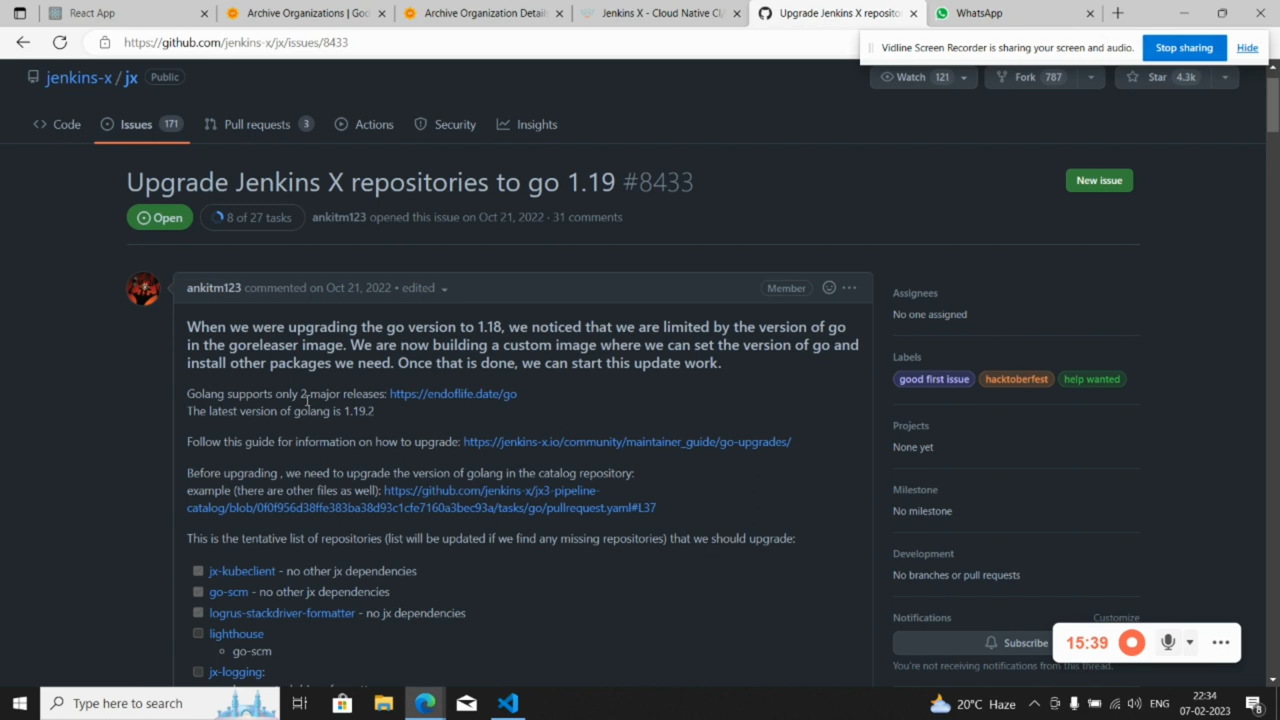 React App
Archive Organizations | Goo
Archive Organization Details
Jenkins X - Cloud Native CI/
Upgrade Jenkins X reposito
WhatsApp
https://github.com/jenkins-x/jx/issues/8433
Vidline Screen Recorder is sharing your screen and audio. Stop sharing Hide
jenkins-x / jx Public
Watch 121 Fork 787 Star 4.3k
Code Issues 171 Pull requests 3 Actions Security Insights
Upgrade Jenkins X repositories to go 1.19 #8433
New issue
Open 8 of 27 tasks ankitm123 opened this issue on Oct 21, 2022 · 31 comments
ankitm123 commented on Oct 21, 2022 • edited Member
When we were upgrading the go version to 1.18, we noticed that we are limited by the version of go
in the goreleaser image. We are now building a custom image where we can set the version of go and
install other packages we need. Once that is done, we can start this update work.
Golang supports only 2 major releases: https://endoflife.date/go
The latest version of golang is 1.19.2
Follow this guide for information on how to upgrade: https://jenkins-x.io/community/maintainer_guide/go-upgrades/
Before upgrading , we need to upgrade the version of golang in the catalog repository:
example (there are other files as well): https://github.com/jenkins-x/jx3-pipeline-
catalog/blob/0f0f956d38ffe383ba38d93c1cfe7160a3bec93a/tasks/go/pullrequest.yaml#L37
This is the tentative list of repositories (list will be updated if we find any missing repositories) that we should upgrade:
jx-kubeclient - no other jx dependencies
go-scm - no other jx dependencies
logrus-stackdriver-formatter - no jx dependencies
lighthouse
go-scm
jx-logging:
Assignees
No one assigned
Labels
good first issue hacktoberfest help wanted
Projects
None yet
Milestone
No milestone
Development
No branches or pull requests
Notifications Customize
Subscribe
You're not receiving notifications from this thread.
15:39
Type here to search
20°C Haze
ENG
22:34
07-02-2023
8